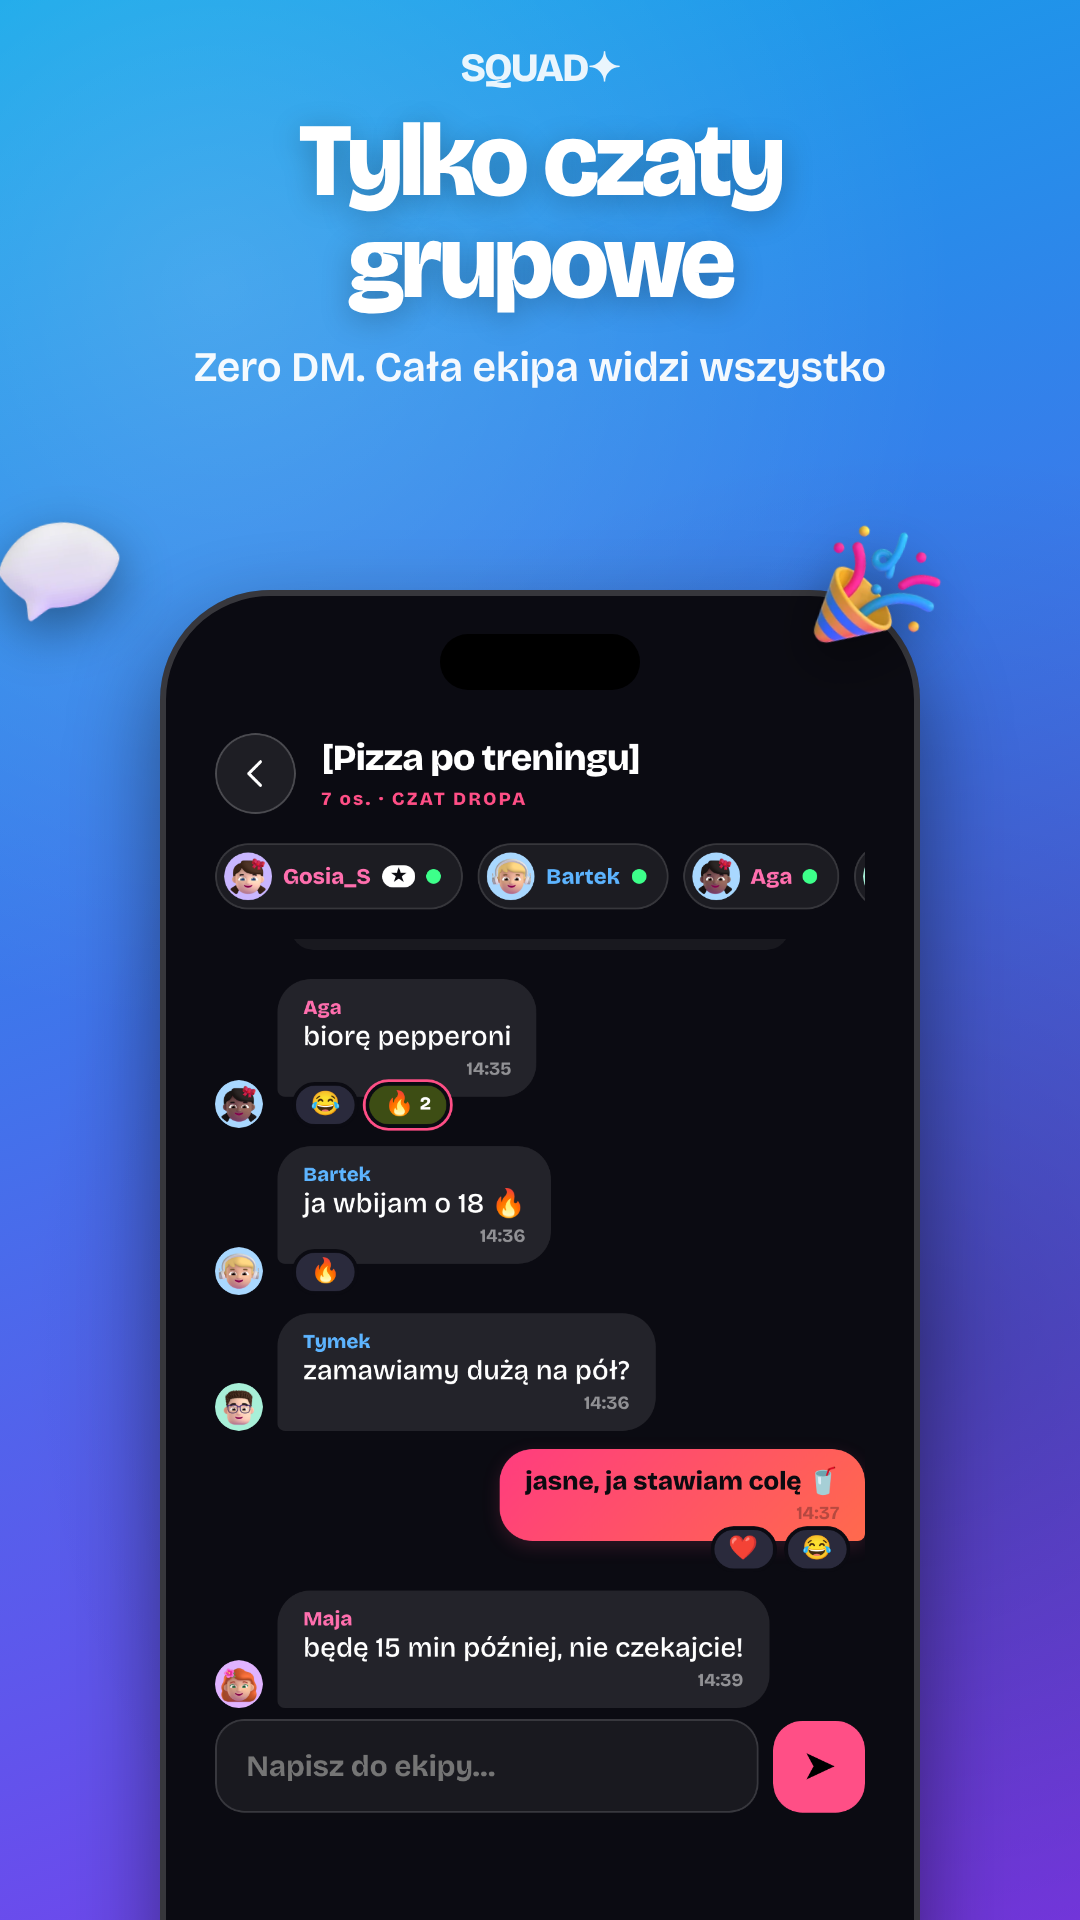 SQUAD✦
Tylko czaty
grupowe
Zero DM. Cała ekipa widzi wszystko
[Pizza po treningu]
7 os. · CZAT DROPA
Gosia_S ★ Bartek Aga
Aga
biorę pepperoni
14:35
😂 🔥 2
Bartek
ja wbijam o 18 🔥
14:36
🔥
Tymek
zamawiamy dużą na pół?
14:36
jasne, ja stawiam colę 🥤
14:37
❤️ 😂
Maja
będę 15 min później, nie czekajcie!
14:39
Napisz do ekipy...